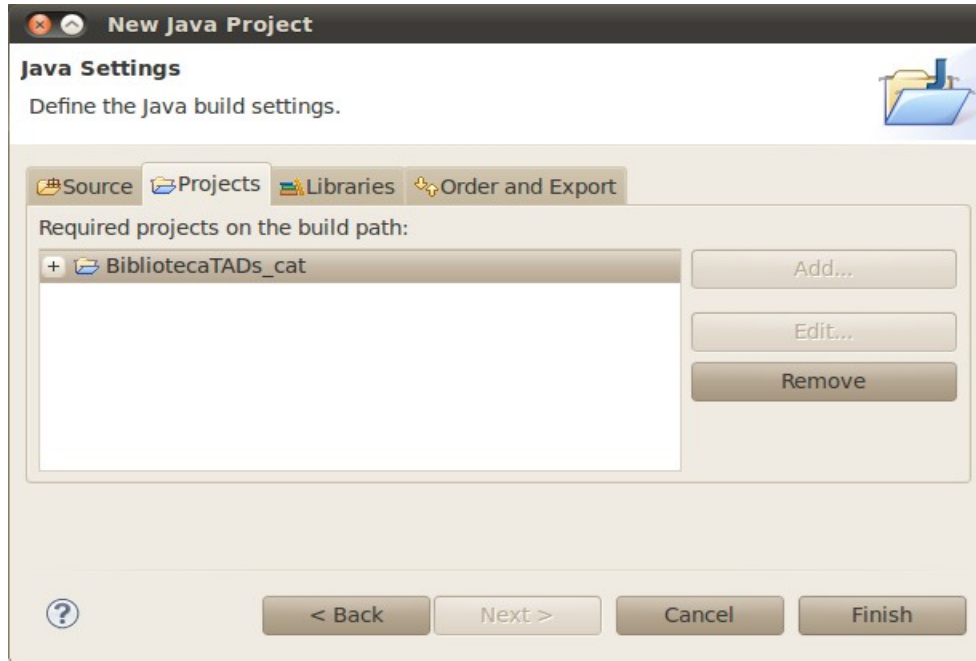 New Java Project
Java Settings
Define the Java build settings.
Source Projects Libraries Order and Export
Required projects on the build path:
BibliotecaTADs_cat
Add...
Edit...
Remove
< Back Next > Cancel Finish